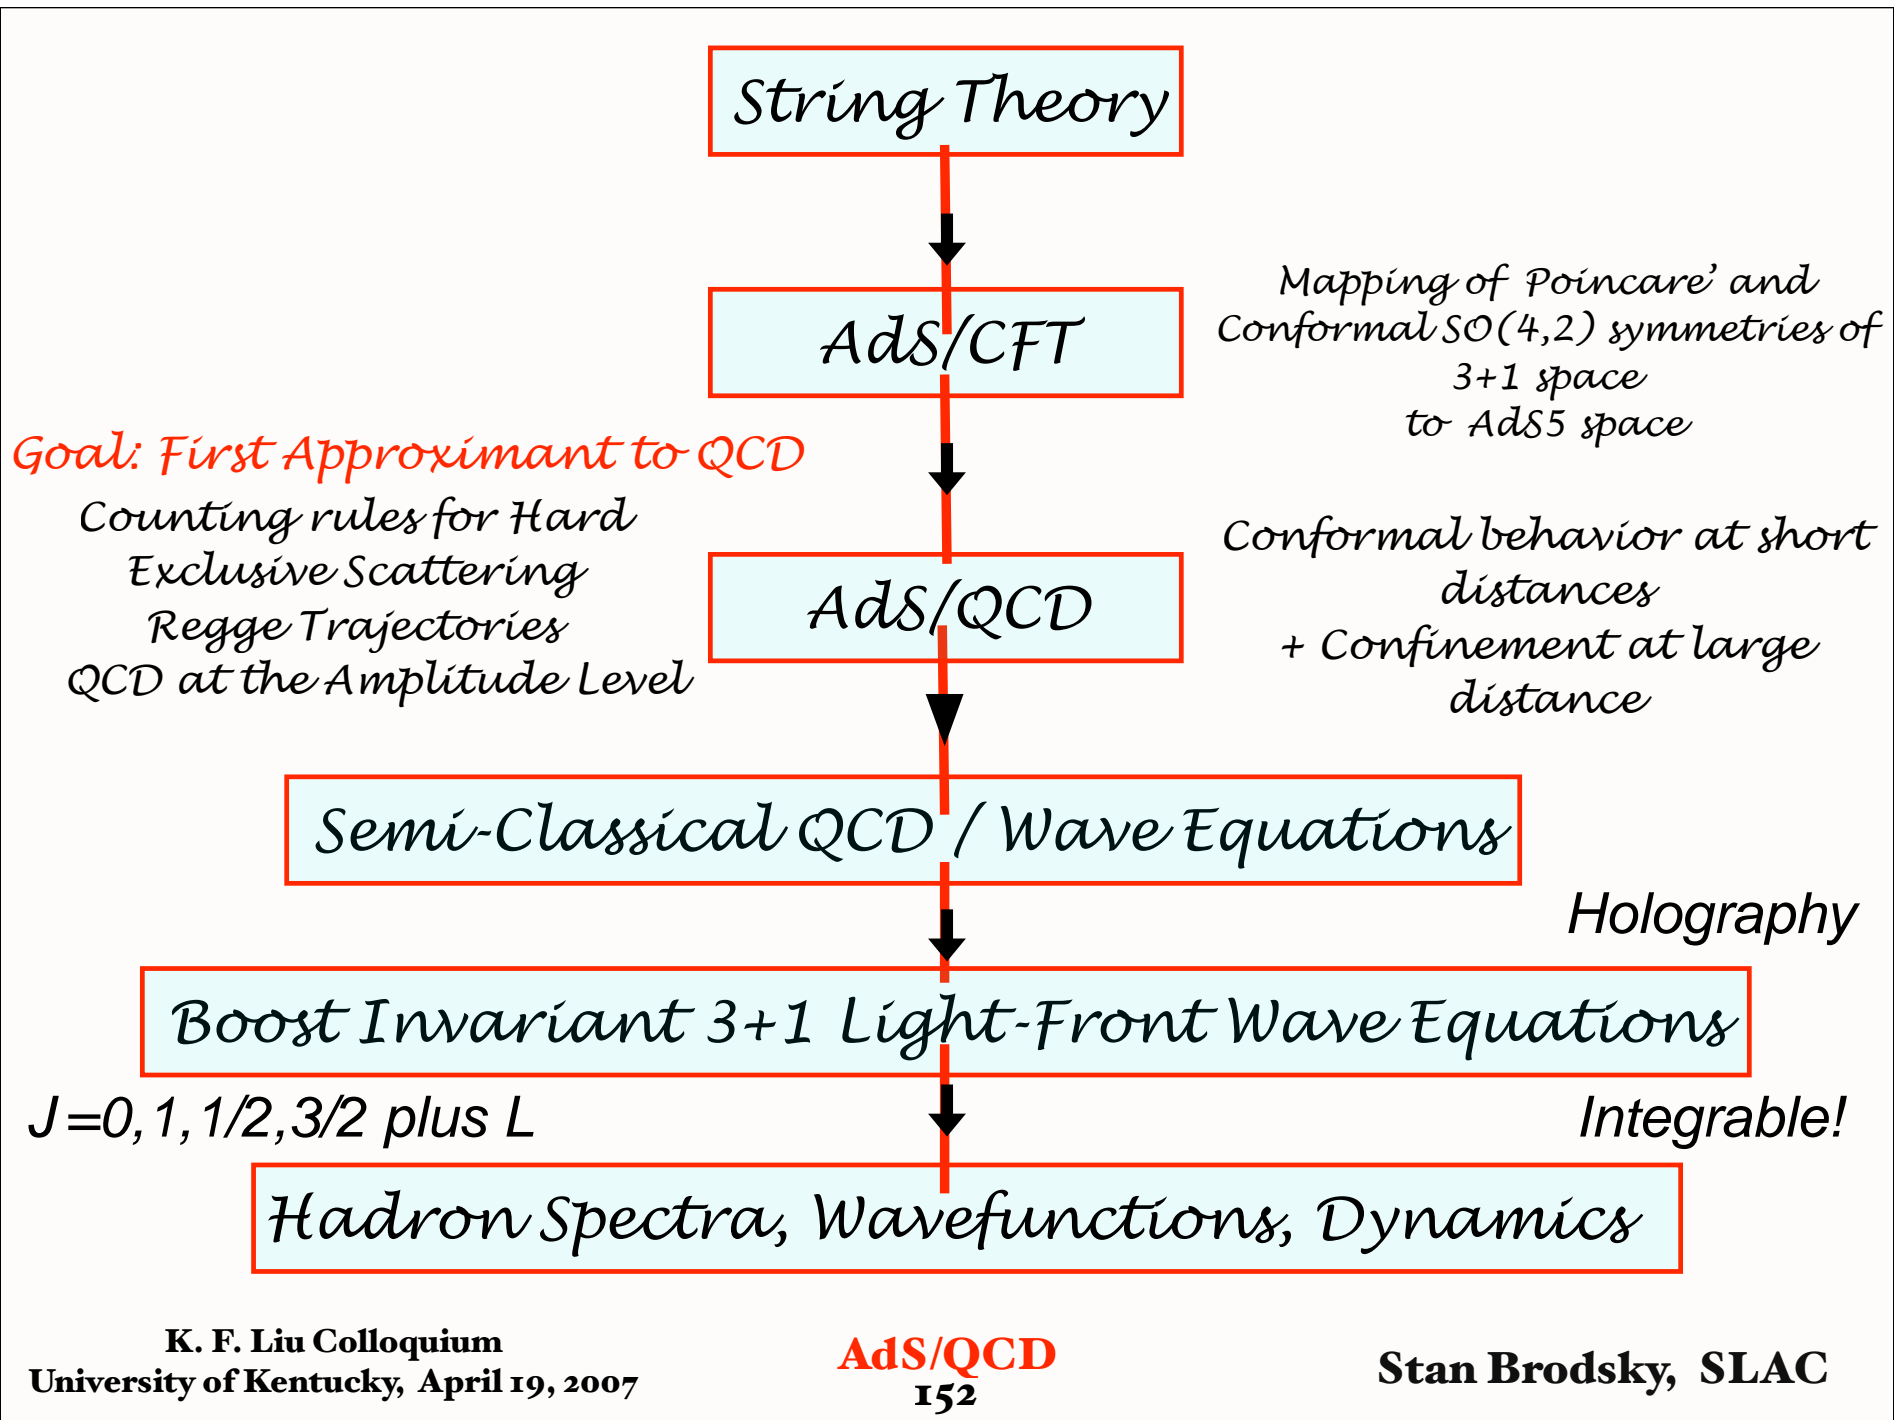 String Theory
AdS/CFT
Mapping of Poincare’ and
Conformal SO(4,2) symmetries of
3+1 space
to AdS5 space
Goal: First Approximant to QCD
Counting rules for Hard
Exclusive Scattering
Regge Trajectories
QCD at the Amplitude Level
AdS/QCD
Conformal behavior at short
distances
+ Confinement at large
distance
Semi-Classical QCD / Wave Equations
Holography
Boost Invariant 3+1 Light-Front Wave Equations
J =0,1,1/2,3/2 plus L
Integrable!
Hadron Spectra, Wavefunctions, Dynamics
K. F. Liu Colloquium
University of Kentucky, April 19, 2007
AdS/QCD
152
Stan Brodsky, SLAC